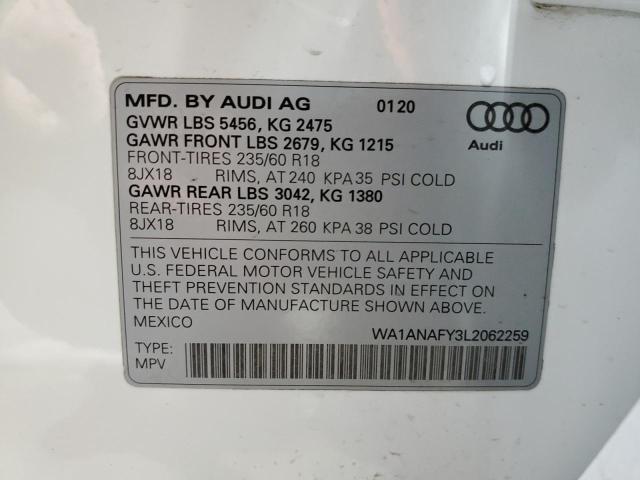 MFD. BY AUDI AG 0120
GVWR LBS 5456, KG 2475
GAWR FRONT LBS 2679, KG 1215
FRONT-TIRES 235/60 R18
8JX18 RIMS, AT 240 KPA 35 PSI COLD
GAWR REAR LBS 3042, KG 1380
REAR-TIRES 235/60 R18
8JX18 RIMS, AT 260 KPA 38 PSI COLD
Audi
THIS VEHICLE CONFORMS TO ALL APPLICABLE
U.S. FEDERAL MOTOR VEHICLE SAFETY AND
THEFT PREVENTION STANDARDS IN EFFECT ON
THE DATE OF MANUFACTURE SHOWN ABOVE.
MEXICO
WA1ANAFY3L2062259
TYPE:
MPV